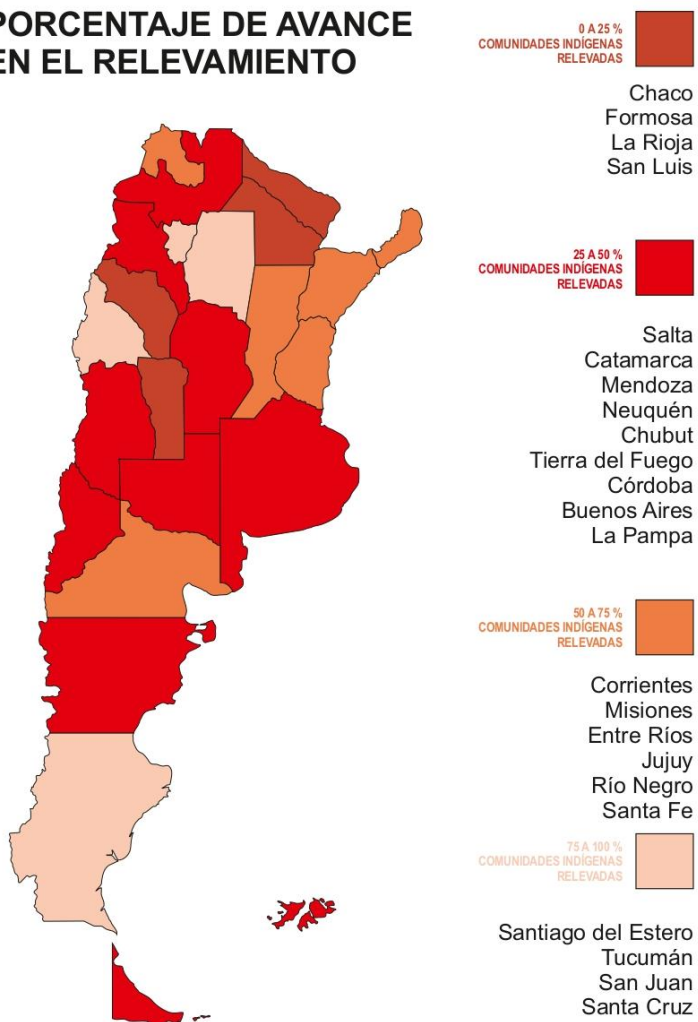 PORCENTAJE DE AVANCE
EN EL RELEVAMIENTO
0 A 25 %
COMUNIDADES INDÍGENAS
RELEVADAS
Chaco
Formosa
La Rioja
San Luis
25 A 50 %
COMUNIDADES INDÍGENAS
RELEVADAS
Salta
Catamarca
Mendoza
Neuquén
Chubut
Tierra del Fuego
Córdoba
Buenos Aires
La Pampa
50 A 75 %
COMUNIDADES INDÍGENAS
RELEVADAS
Corrientes
Misiones
Entre Ríos
Jujuy
Río Negro
Santa Fe
75 A 100 %
COMUNIDADES INDÍGENAS
RELEVADAS
Santiago del Estero
Tucumán
San Juan
Santa Cruz